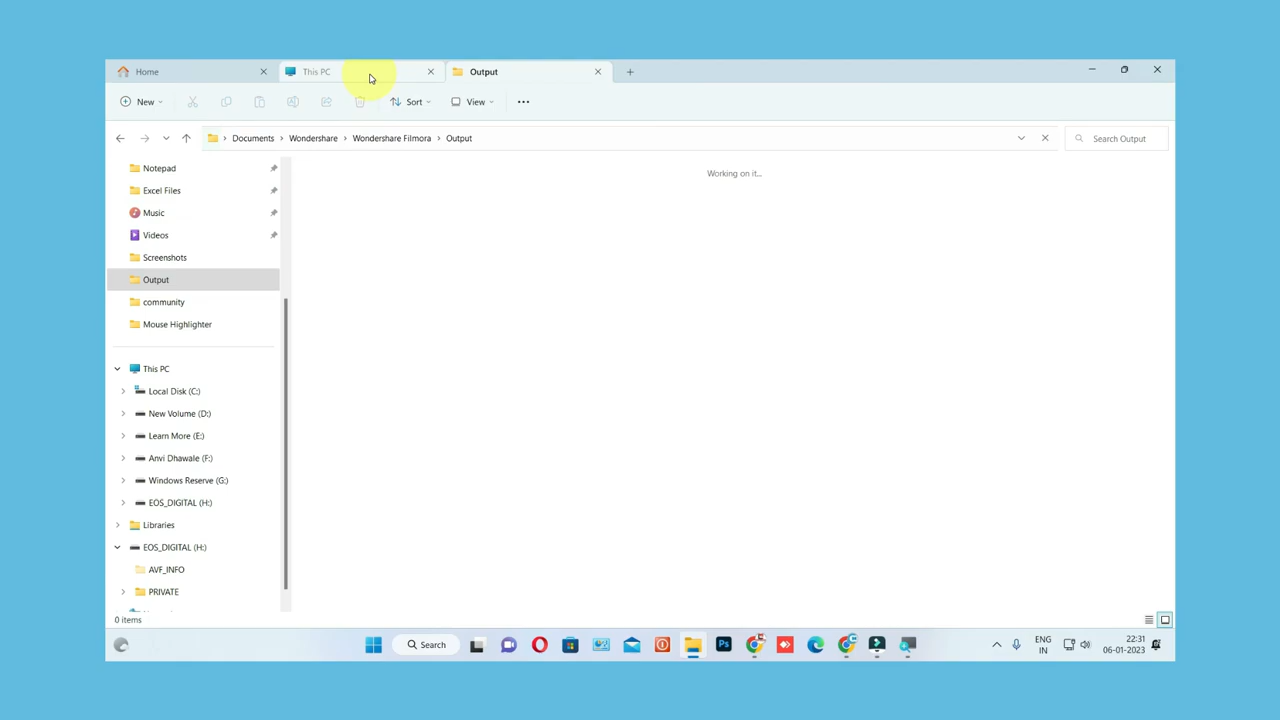 Home
This PC
Output
New
Sort
View
Documents
Wondershare
Wondershare Filmora
Output
Search Output
Notepad
Excel Files
Music
Videos
Screenshots
Output
community
Mouse Highlighter
Working on it...
This PC
Local Disk (C:)
New Volume (D:)
Learn More (E:)
Anvi Dhawale (F:)
Windows Reserve (G:)
EOS_DIGITAL (H:)
Libraries
EOS_DIGITAL (H:)
AVF_INFO
PRIVATE
0 items
Search
Ps
ENG
IN
22:31
06-01-2023